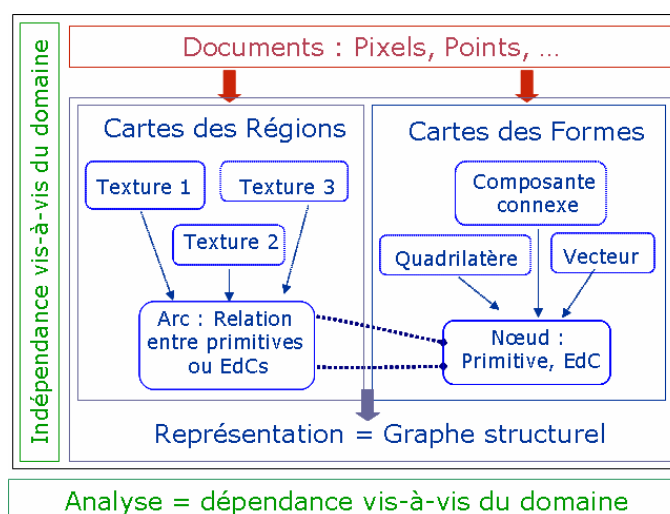 Indépendance vis-à-vis du domaine
Documents : Pixels, Points, ...
Cartes des Régions
Texture 1
Texture 3
Texture 2
Arc : Relation
entre primitives
ou EdCs
Cartes des Formes
Composante
connexe
Quadrilatère
Vecteur
Nœud :
Primitive, EdC
Représentation = Graphe structurel
Analyse = dépendance vis-à-vis du domaine